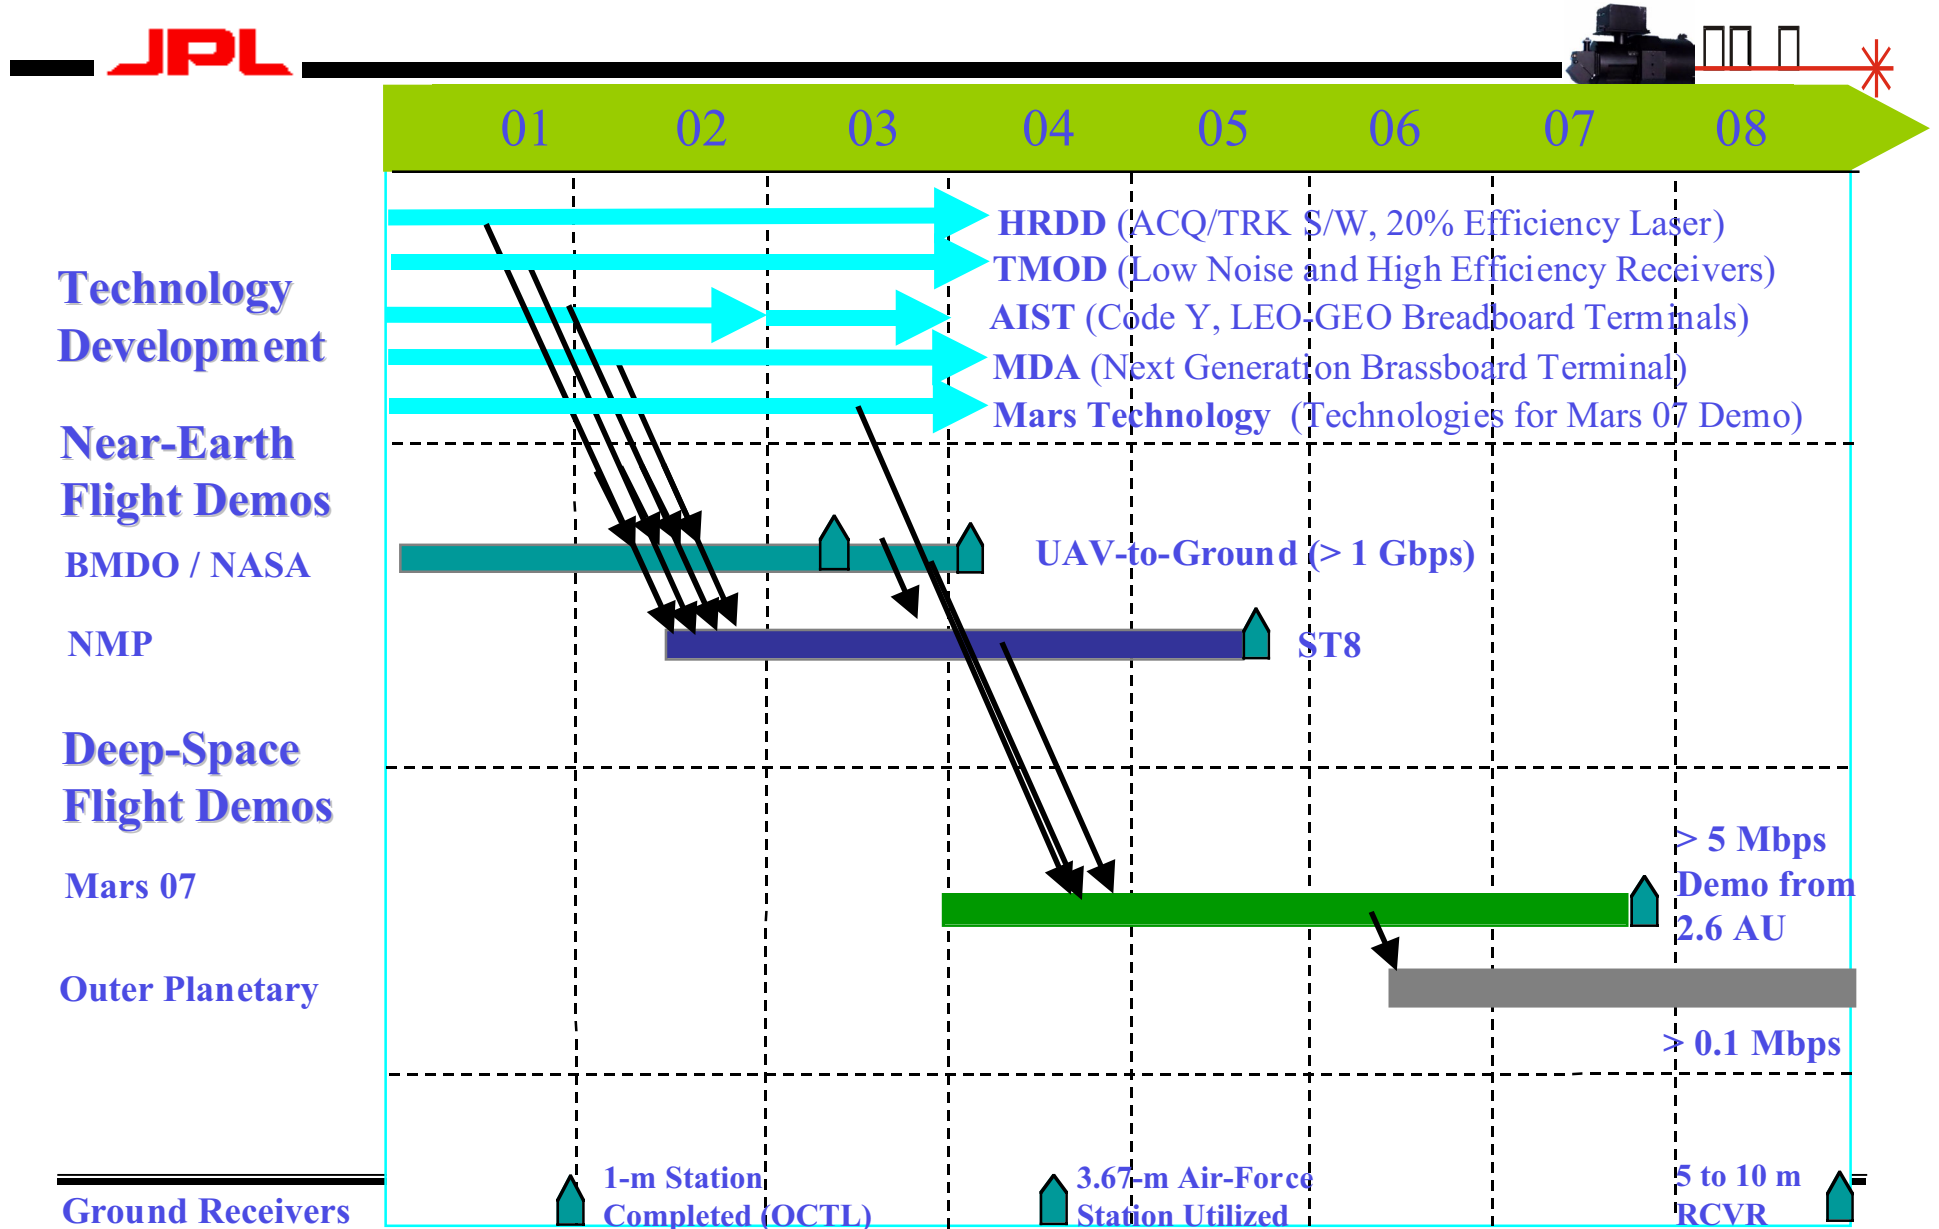 JPL
01 02 03 04 05 06 07 08
Technology
Development
HRDD (ACQ/TRK S/W, 20% Efficiency Laser)
TMOD (Low Noise and High Efficiency Receivers)
AIST (Code Y, LEO-GEO Breadboard Terminals)
MDA (Next Generation Brassboard Terminal)
Mars Technology (Technologies for Mars 07 Demo)
Near-Earth
Flight Demos
BMDO / NASA
UAV-to-Ground (> 1 Gbps)
NMP
ST8
Deep-Space
Flight Demos
Mars 07
> 5 Mbps
Demo from
2.6 AU
Outer Planetary
> 0.1 Mbps
Ground Receivers
1-m Station
Completed (OCTL)
3.67-m Air-Force
Station Utilized
5 to 10 m
RCVR